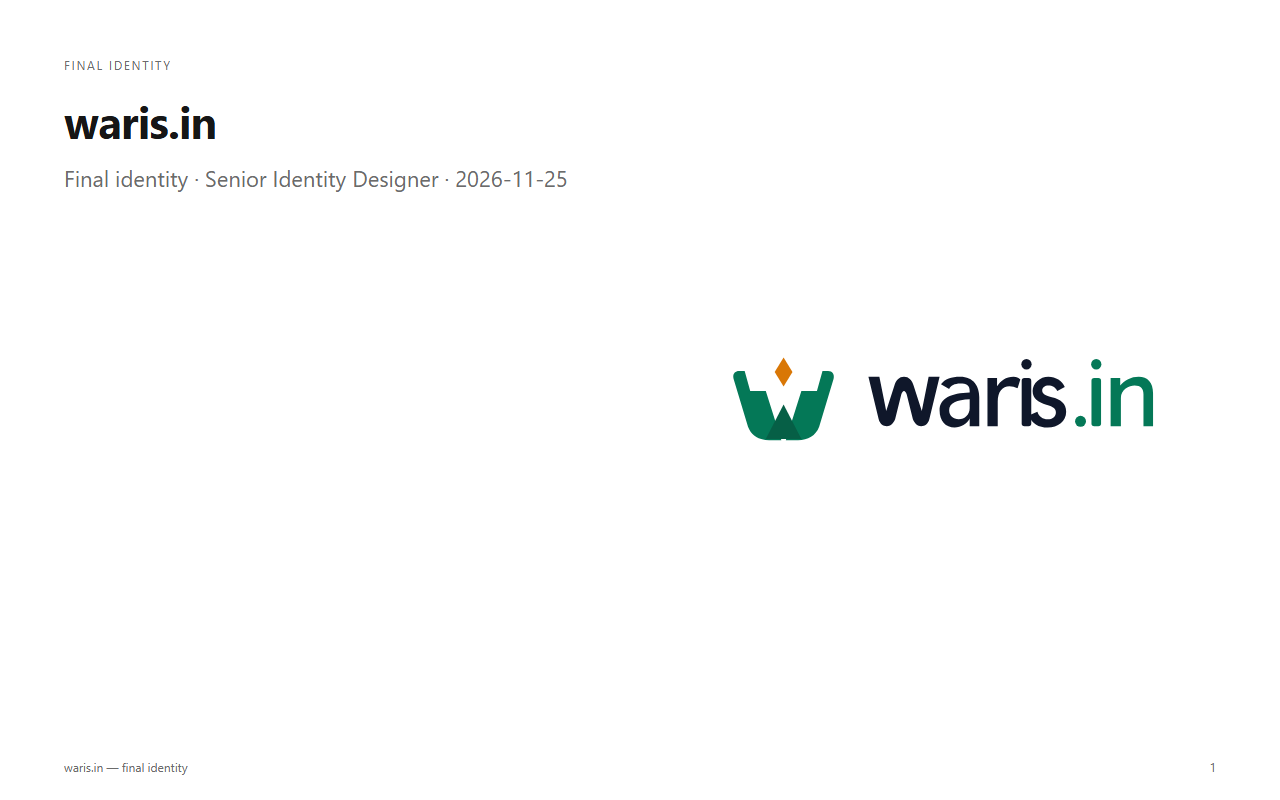 FINAL IDENTITY
waris.in
Final identity · Senior Identity Designer · 2026-11-25
waris.in
waris.in — final identity
1